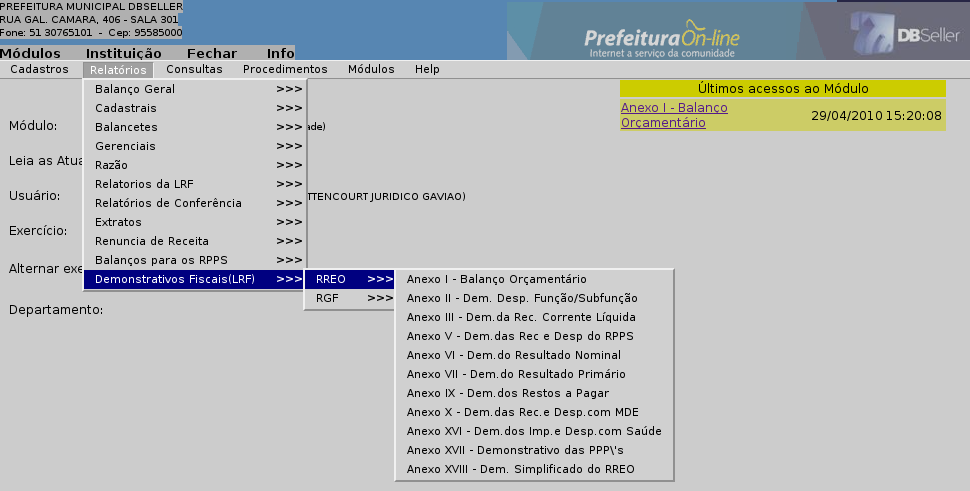 PREFEITURA MUNICIPAL DBSELLER
RUA GAL. CAMARA, 406 - SALA 301
Fone: 51 30765101 - Cep: 95585000
PrefeituraOn-line
Internet a serviço da comunidade
DBSeller
Módulos Instituição Fechar Info
Cadastros Relatórios Consultas Procedimentos Módulos Help
Últimos acessos ao Módulo
Anexo I - Balanço Orçamentário
29/04/2010 15:20:08
Módulo: ade)
Leia as Atua
Usuário: TTENCOURT JURIDICO GAVIAO)
Exercício:
Alternar exe
Departamento:
Balanço Geral >>>
Cadastrais >>>
Balancetes >>>
Gerenciais >>>
Razão >>>
Relatorios da LRF >>>
Relatórios de Conferência >>>
Extratos >>>
Renuncia de Receita >>>
Balanços para os RPPS >>>
Demonstrativos Fiscais(LRF) >>>
RREO >>>
RGF >>>
Anexo I - Balanço Orçamentário
Anexo II - Dem. Desp. Função/Subfunção
Anexo III - Dem.da Rec. Corrente Líquida
Anexo V - Dem.das Rec e Desp do RPPS
Anexo VI - Dem.do Resultado Nominal
Anexo VII - Dem.do Resultado Primário
Anexo IX - Dem.dos Restos a Pagar
Anexo X - Dem.das Rec.e Desp.com MDE
Anexo XVI - Dem.dos Imp.e Desp.com Saúde
Anexo XVII - Demonstrativo das PPP\'s
Anexo XVIII - Dem. Simplificado do RREO